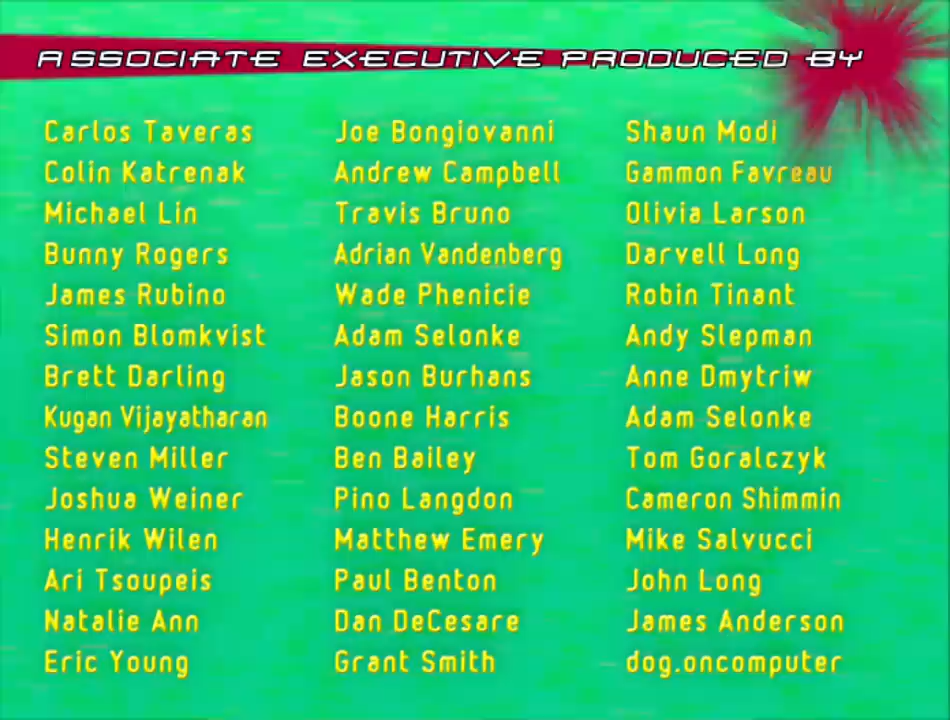 ASSOCIATE EXECUTIVE PRODUCED BY
Carlos Taveras
Colin Katrenak
Michael Lin
Bunny Rogers
James Rubino
Simon Blomkvist
Brett Darling
Kugan Vijayatharan
Steven Miller
Joshua Weiner
Henrik Wilen
Ari Tsoupeis
Natalie Ann
Eric Young
Joe Bongiovanni
Andrew Campbell
Travis Bruno
Adrian Vandenberg
Wade Phenicie
Adam Selonke
Jason Burhans
Boone Harris
Ben Bailey
Pino Langdon
Matthew Emery
Paul Benton
Dan DeCesare
Grant Smith
Shaun Modi
Gammon Favreau
Olivia Larson
Darvell Long
Robin Tinant
Andy Slepman
Anne Dmytriw
Adam Selonke
Tom Goralczyk
Cameron Shimmin
Mike Salvucci
John Long
James Anderson
dog.oncomputer